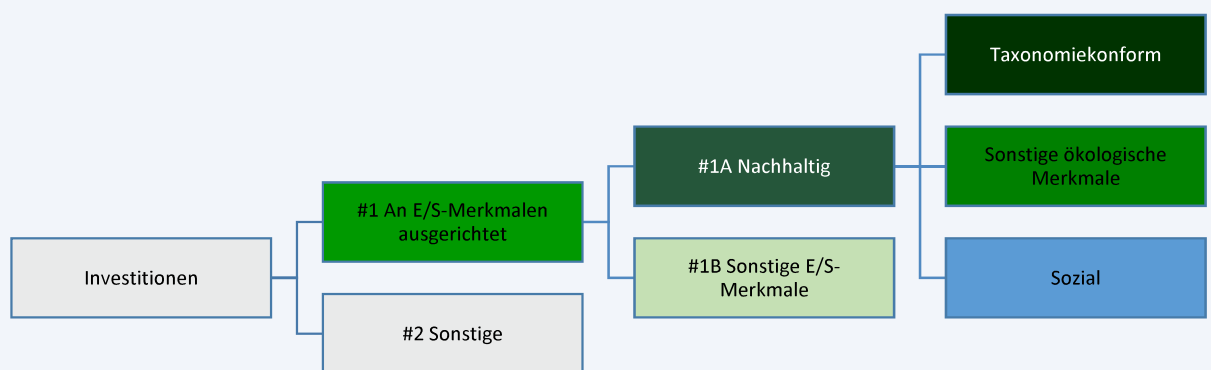 Taxonomiekonform
#1A Nachhaltig
Sonstige ökologische
Merkmale
#1 An E/S-Merkmalen
ausgerichtet
Investitionen
#1B Sonstige E/S-
Merkmale
Sozial
#2 Sonstige